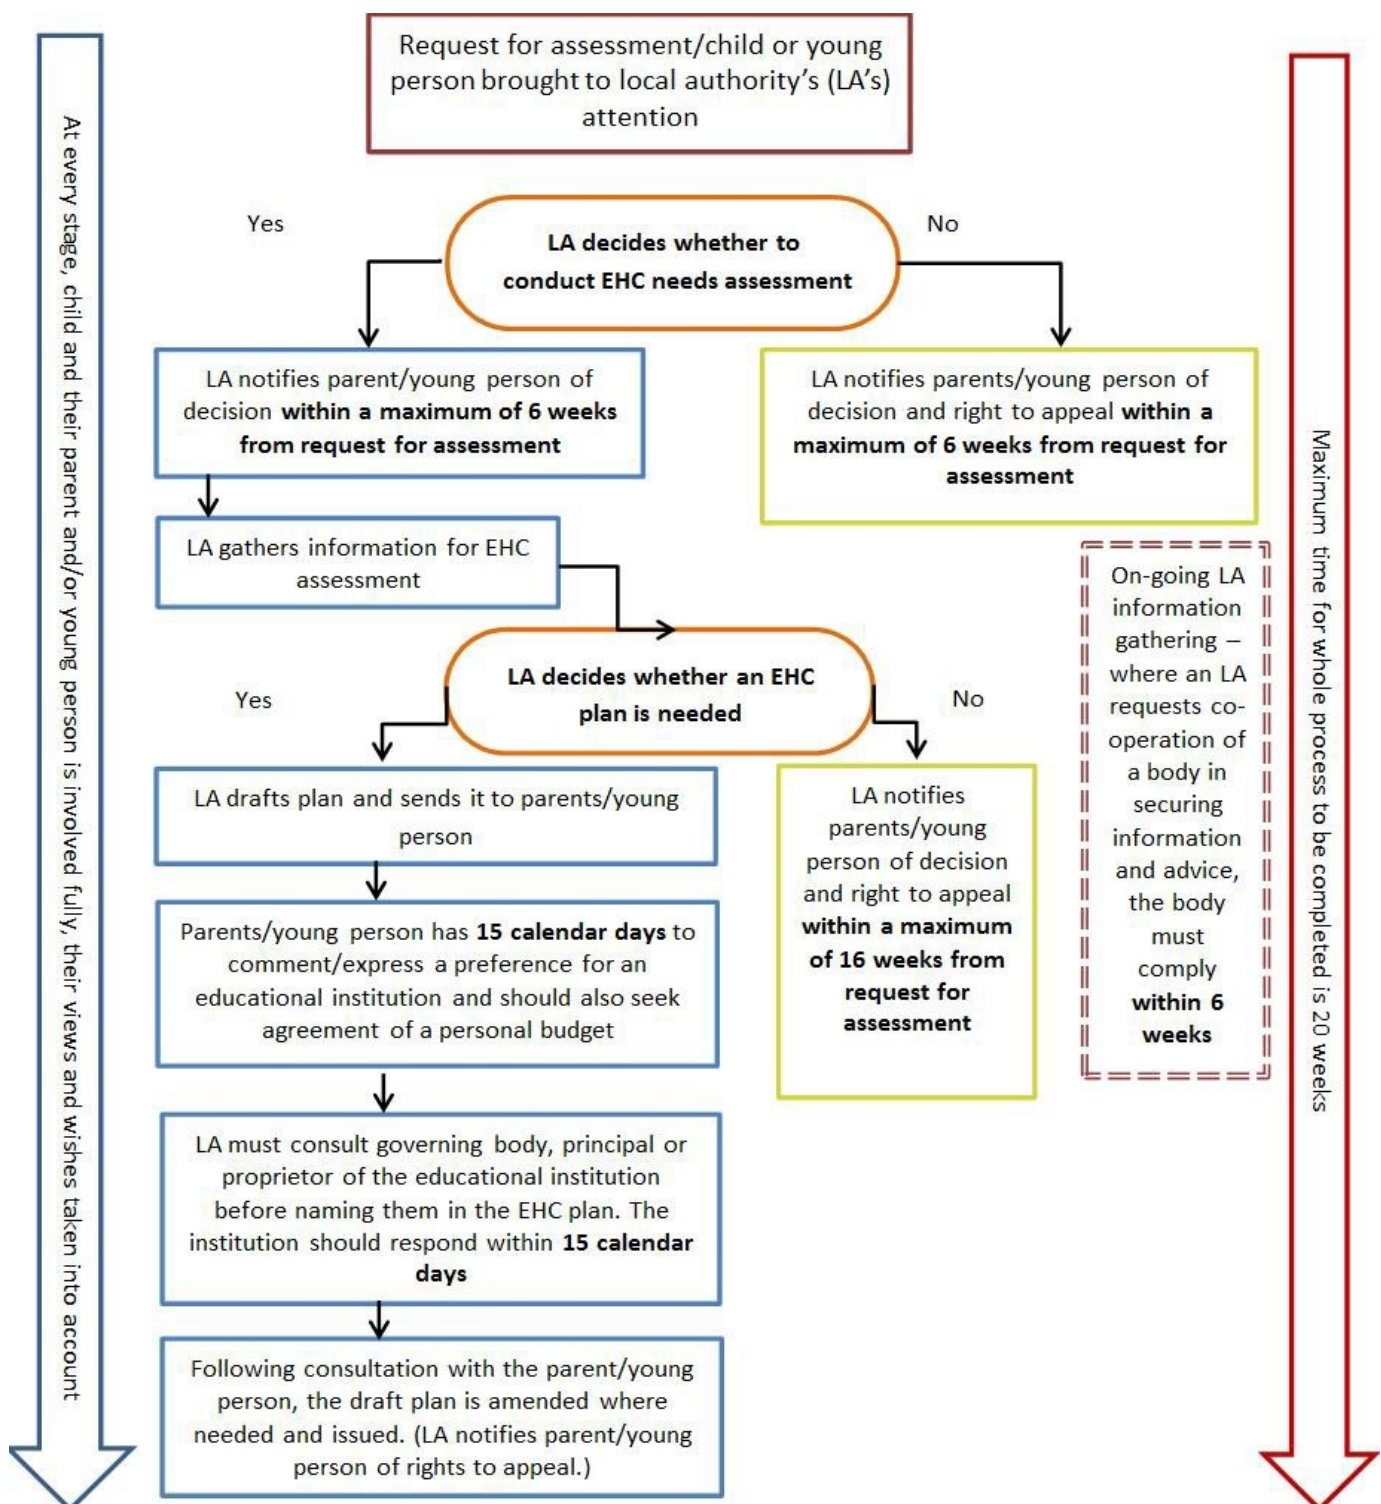 Request for assessment/child or young
person brought to local authority's (LA's)
attention
Yes
LA decides whether to
conduct EHC needs assessment
No
LA notifies parent/young person of
decision within a maximum of 6 weeks
from request for assessment
LA notifies parents/young person of
decision and right to appeal within a
maximum of 6 weeks from request for
assessment
LA gathers information for EHC
assessment
On-going LA
information
gathering –
where an LA
requests co-
operation of
a body in
securing
information
and advice,
the body
must
comply
within 6
weeks
Yes
LA decides whether an EHC
plan is needed
No
LA drafts plan and sends it to parents/young
person
LA notifies
parents/young
person of decision
and right to appeal
within a maximum
of 16 weeks from
request for
assessment
Parents/young person has 15 calendar days to
comment/express a preference for an
educational institution and should also seek
agreement of a personal budget
LA must consult governing body, principal or
proprietor of the educational institution
before naming them in the EHC plan. The
institution should respond within 15 calendar
days
Following consultation with the parent/young
person, the draft plan is amended where
needed and issued. (LA notifies parent/young
person of rights to appeal.)
At every stage, child and their parent and/or young person is involved fully, their views and wishes taken into account
Maximum time for whole process to be completed is 20 weeks